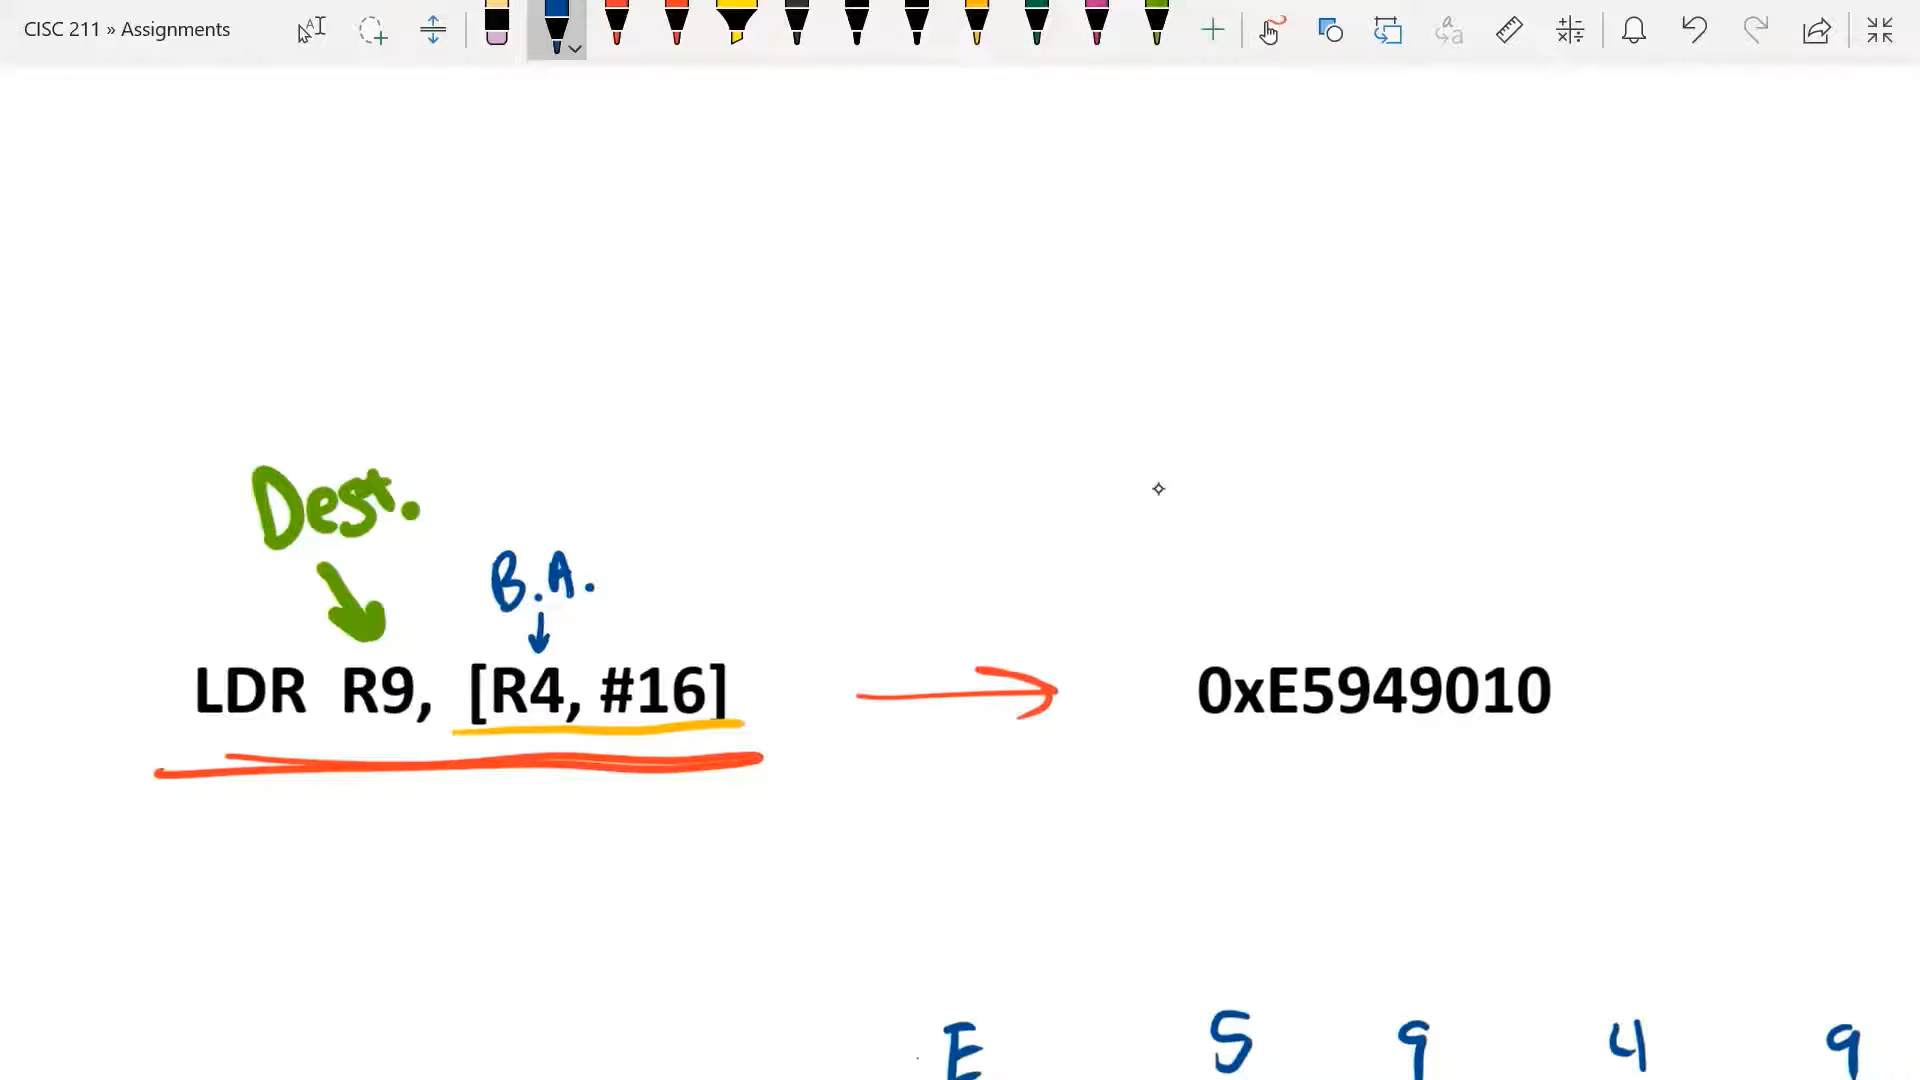 CISC 211 » Assignments
Dest.
B.A.
LDR R9, [R4, #16]
0xE5949010
E 5 9 4 9